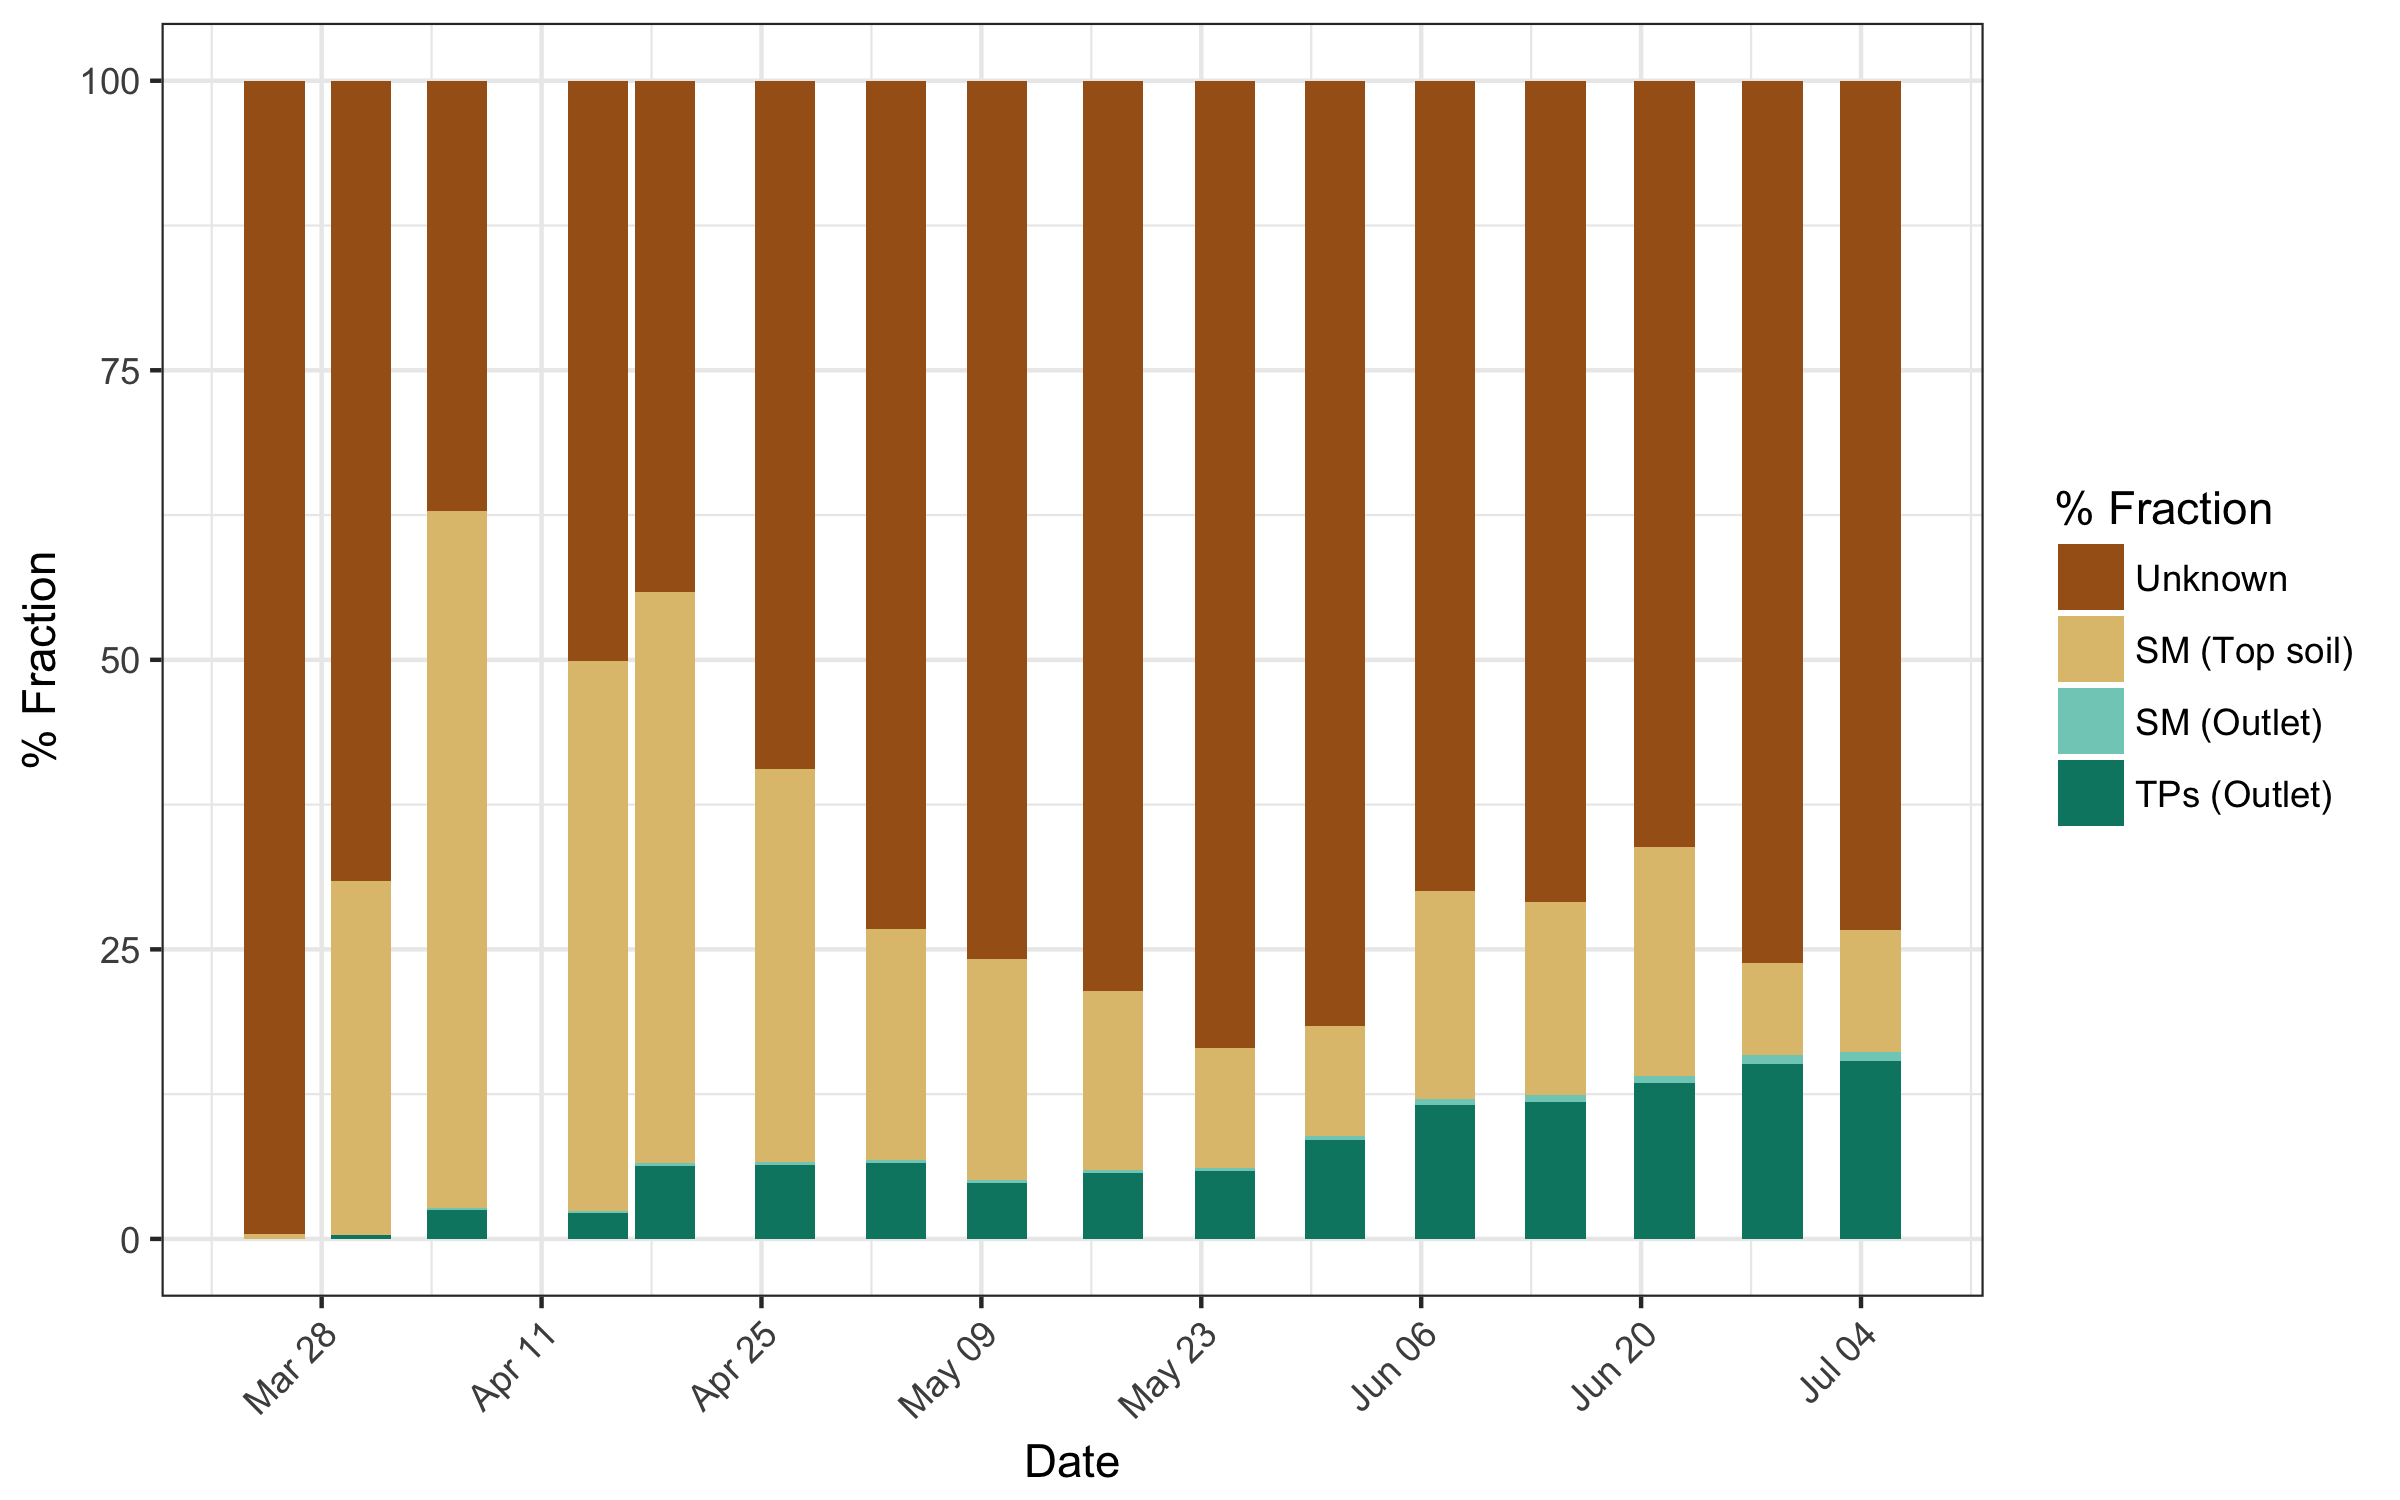 % Fraction
100
75
50
25
0
Mar 28
Apr 11
Apr 25
May 09
May 23
Jun 06
Jun 20
Jul 04
Date
% Fraction
Unknown
SM (Top soil)
SM (Outlet)
TPs (Outlet)